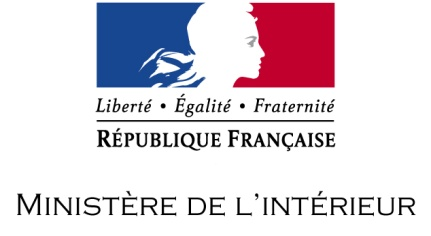 Liberté • Égalité • Fraternité
RÉPUBLIQUE FRANÇAISE
MINISTÈRE DE L'INTÉRIEUR